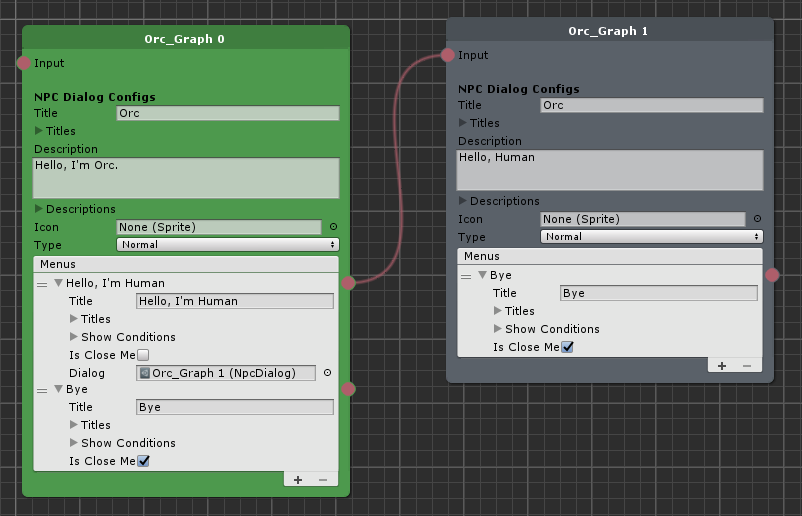 Orc_Graph 0
Input
NPC Dialog Configs
Title Orc
Titles
Description
Hello, I'm Orc.
Descriptions
Icon None (Sprite)
Type Normal
Menus
Hello, I'm Human
Title Hello, I'm Human
Titles
Show Conditions
Is Close Me
Dialog Orc_Graph 1 (NpcDialog)
Bye
Title Bye
Titles
Show Conditions
Is Close Me
Orc_Graph 1
Input
NPC Dialog Configs
Title Orc
Titles
Description
Hello, Human
Descriptions
Icon None (Sprite)
Type Normal
Menus
Bye
Title Bye
Titles
Show Conditions
Is Close Me